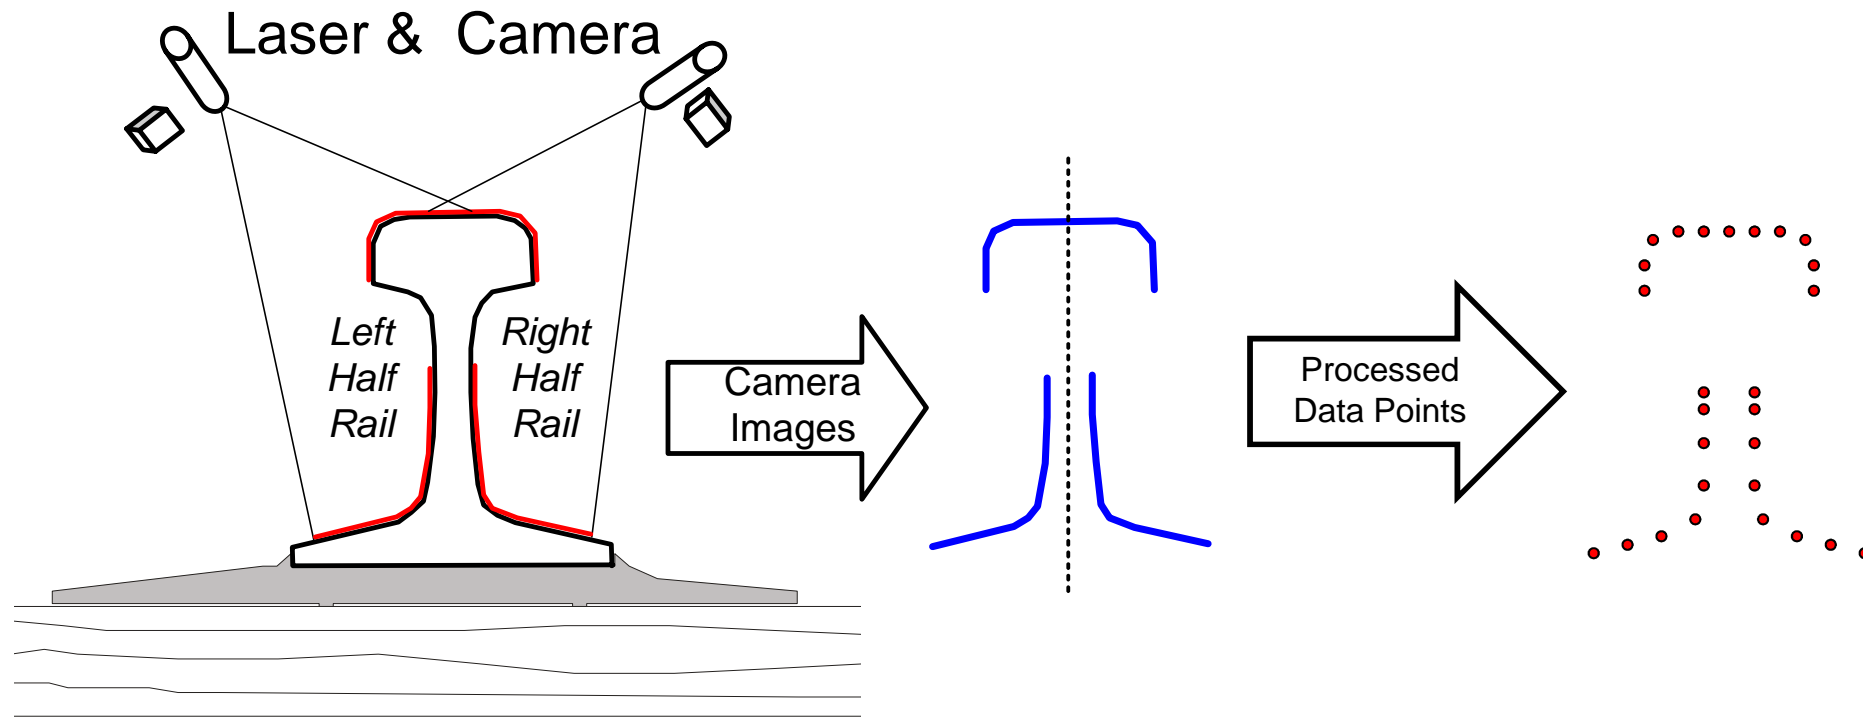 Laser & Camera
Left
Half
Rail
Right
Half
Rail
Camera
Images
Processed
Data Points